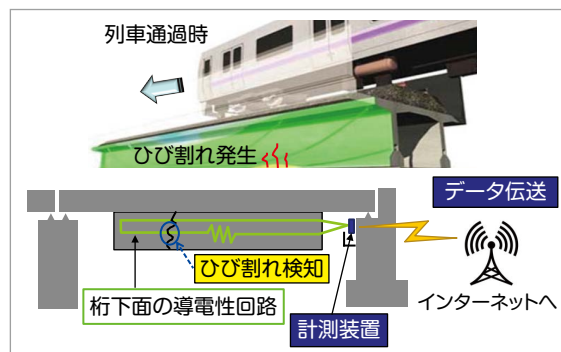 列車通過時
ひび割れ発生
データ伝送
ひび割れ検知
インターネットへ
桁下面の導電性回路
計測装置